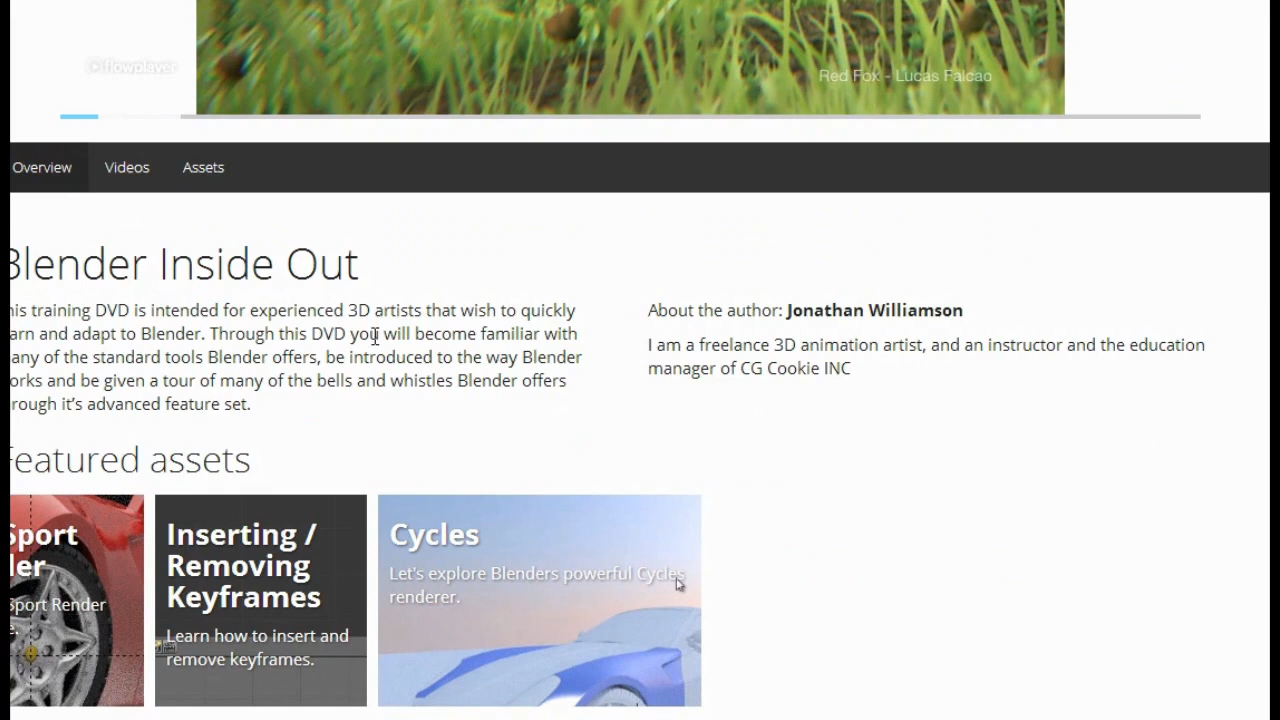 flowplayer
Red Fox - Lucas Falcao
Overview
Videos
Assets
Blender Inside Out
his training DVD is intended for experienced 3D artists that wish to quickly
arn and adapt to Blender. Through this DVD you will become familiar with
any of the standard tools Blender offers, be introduced to the way Blender
orks and be given a tour of many of the bells and whistles Blender offers
rough it’s advanced feature set.
About the author: Jonathan Williamson
I am a freelance 3D animation artist, and an instructor and the education
manager of CG Cookie INC
Featured assets
Sport
der
Sport Render
e.
Inserting /
Removing
Keyframes
Learn how to insert and
remove keyframes.
Cycles
Let's explore Blenders powerful Cycles
renderer.